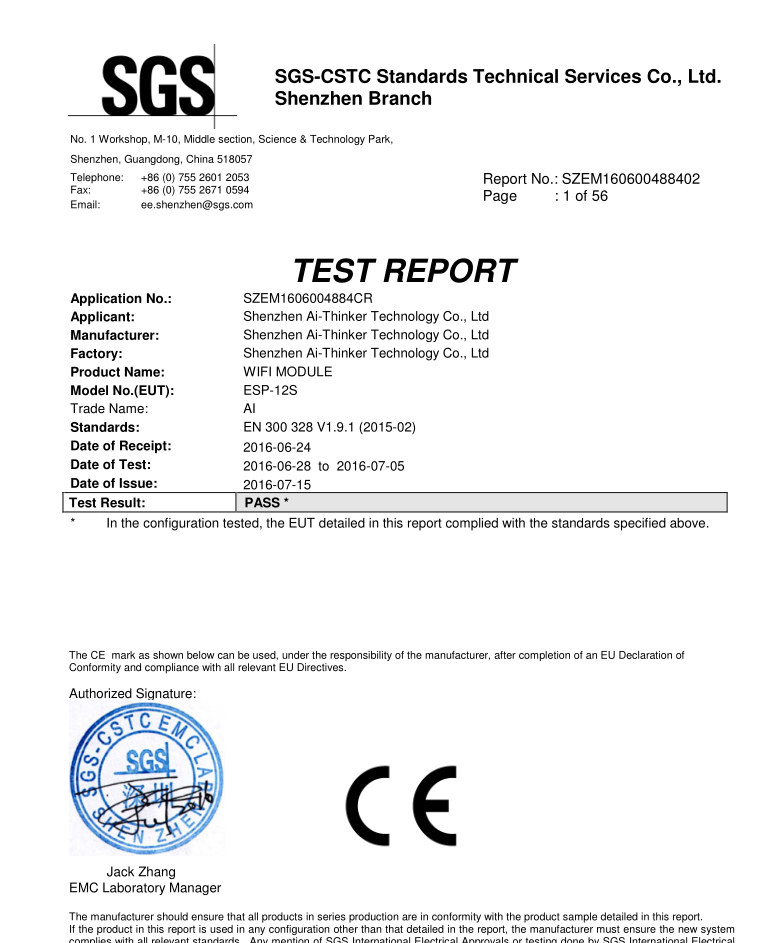 SGS
SGS-CSTC Standards Technical Services Co., Ltd.
Shenzhen Branch
No. 1 Workshop, M-10, Middle section, Science & Technology Park,
Shenzhen, Guangdong, China 518057
Telephone: +86 (0) 755 2601 2053
Fax: +86 (0) 755 2671 0594
Email: ee.shenzhen@sgs.com
Report No.: SZEM160600488402
Page : 1 of 56
TEST REPORT
Application No.: SZEM1606004884CR
Applicant: Shenzhen Ai-Thinker Technology Co., Ltd
Manufacturer: Shenzhen Ai-Thinker Technology Co., Ltd
Factory: Shenzhen Ai-Thinker Technology Co., Ltd
Product Name: WIFI MODULE
Model No.(EUT): ESP-12S
Trade Name: AI
Standards: EN 300 328 V1.9.1 (2015-02)
Date of Receipt: 2016-06-24
Date of Test: 2016-06-28 to 2016-07-05
Date of Issue: 2016-07-15
Test Result: PASS *
* In the configuration tested, the EUT detailed in this report complied with the standards specified above.
The CE mark as shown below can be used, under the responsibility of the manufacturer, after completion of an EU Declaration of
Conformity and compliance with all relevant EU Directives.
Authorized Signature:
SGS-CSTC EMC LAB
SGS
SHEN ZHEN
CE
Jack Zhang
EMC Laboratory Manager
The manufacturer should ensure that all products in series production are in conformity with the product sample detailed in this report.
If the product in this report is used in any configuration other than that detailed in the report, the manufacturer must ensure the new system
complies with all relevant standards. Any mention of SGS International Electrical Approvals or testing done by SGS International Electrical